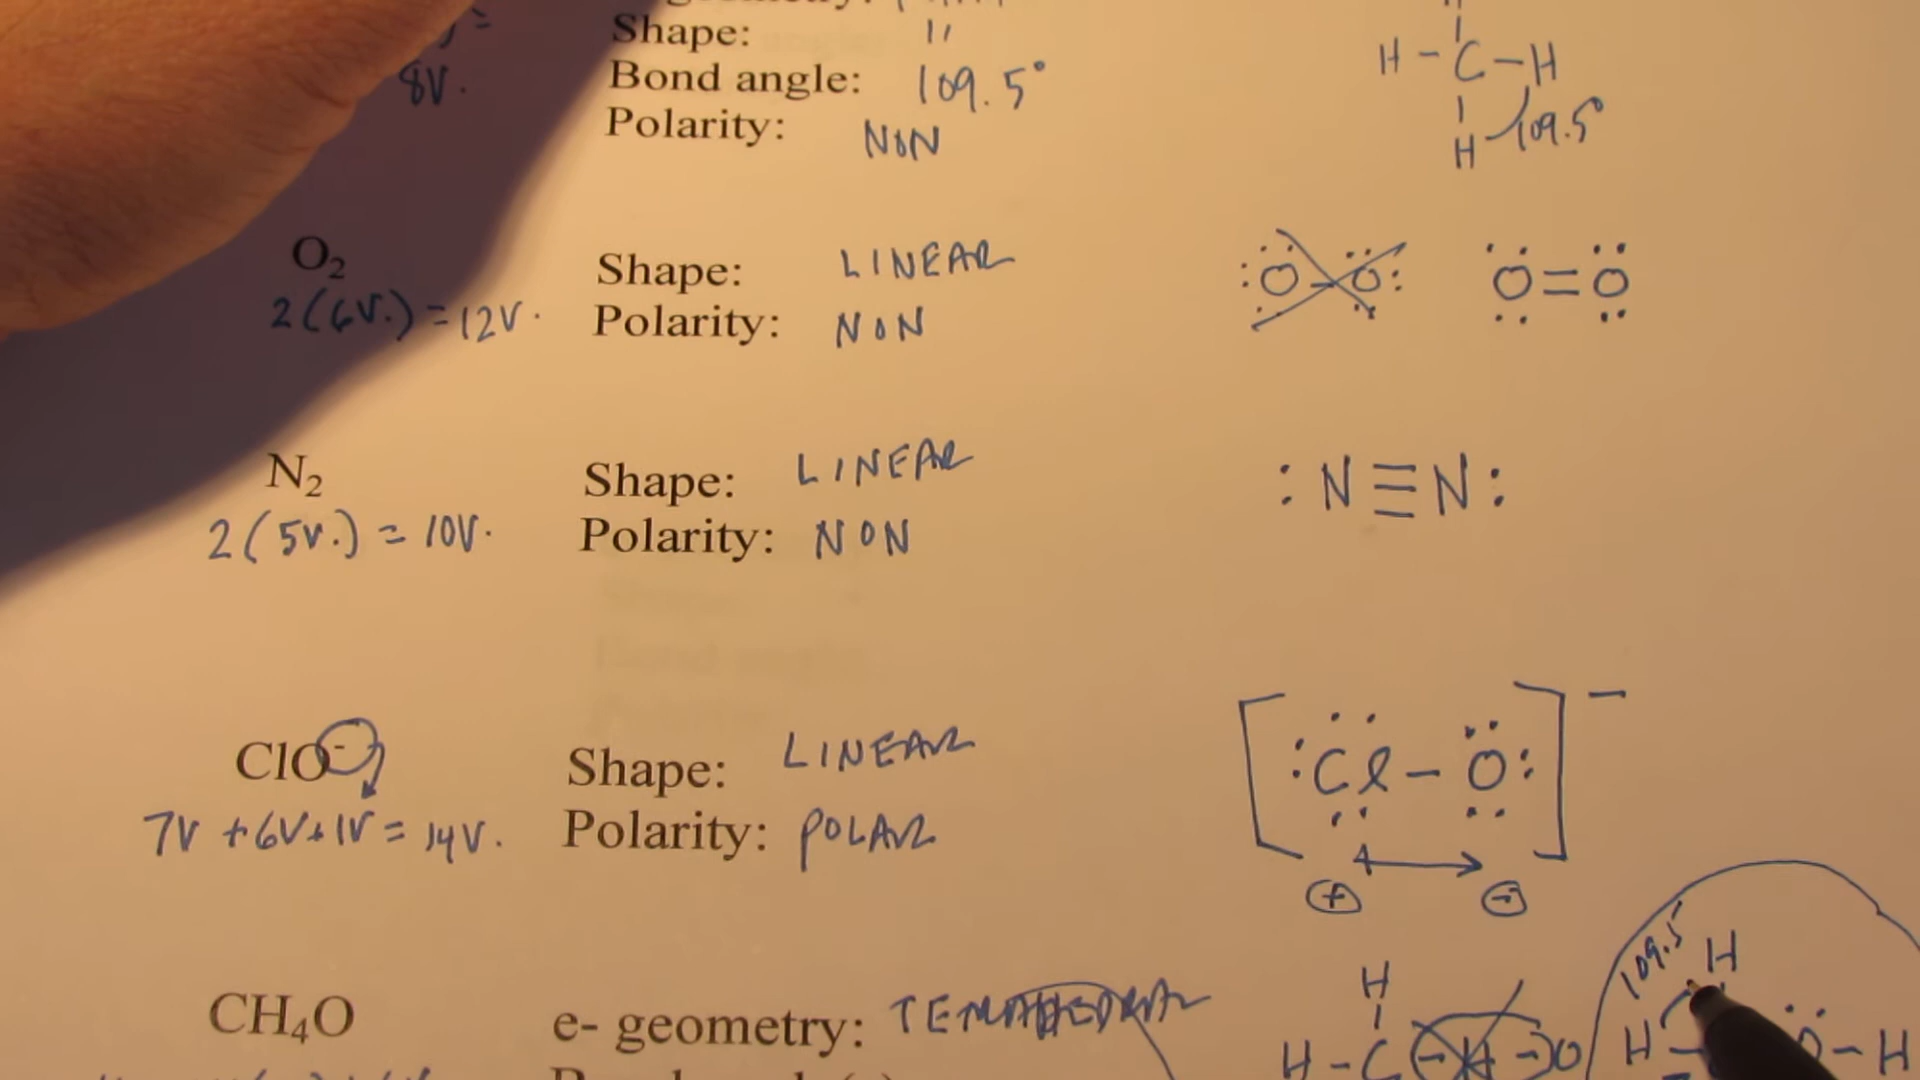 Shape: 11
8V. Bond angle: 109.5°
Polarity: NON
H - C - H
H 109.5°
O₂ Shape: LINEAR :O-O: O=O
2(6V.) = 12V. Polarity: NON
N₂ Shape: LINEAR :N≡N:
2(5V.) = 10V. Polarity: NON
ClO⁻ Shape: LINEAR [:Cl-O:]⁻
7V + 6V + 1V = 14V. Polarity: POLAR
+ -
109.5 H
H
CH₄O e- geometry: TETRAHEDRAL
H - C - H - O H - O - H